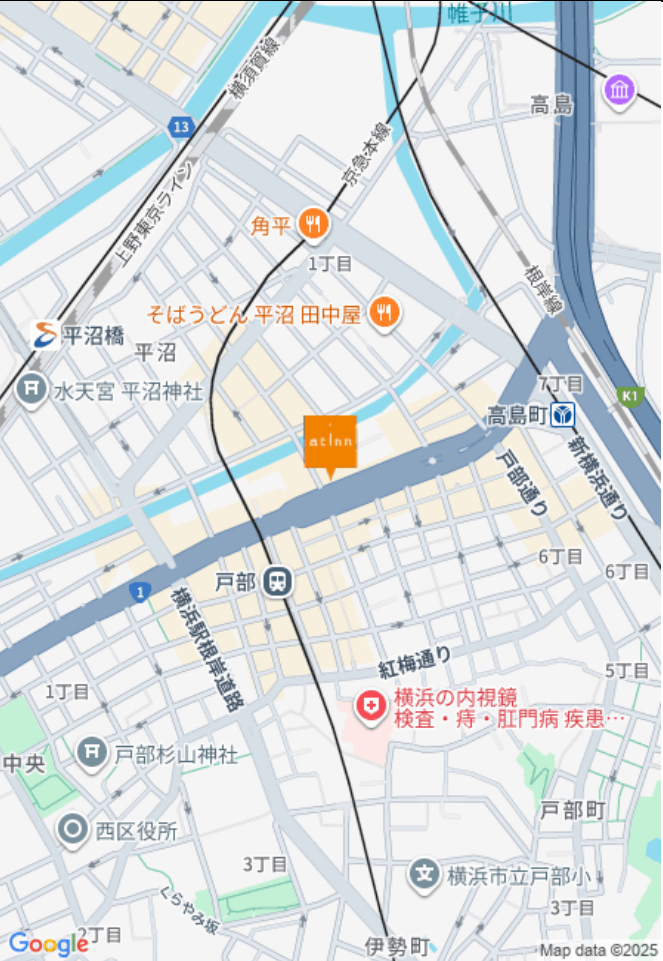 帷子川
横須賀線
高島
13
京急本線
上野東京ライン
角平
1丁目
根岸線
そばうどん 平沼 田中屋
平沼橋
平沼
水天宮 平沼神社
7丁目
K1
高島町
at inn
新横浜通り
戸部通り
6丁目
6丁目
戸部
1
横浜駅根岸道路
紅梅通り
5丁目
1丁目
横浜の内視鏡
検査・痔・肛門病 疾患…
中央
戸部杉山神社
戸部町
西区役所
3丁目
横浜市立戸部小
くらやみ坂
3丁目
2丁目
伊勢町
Google
Map data ©2025